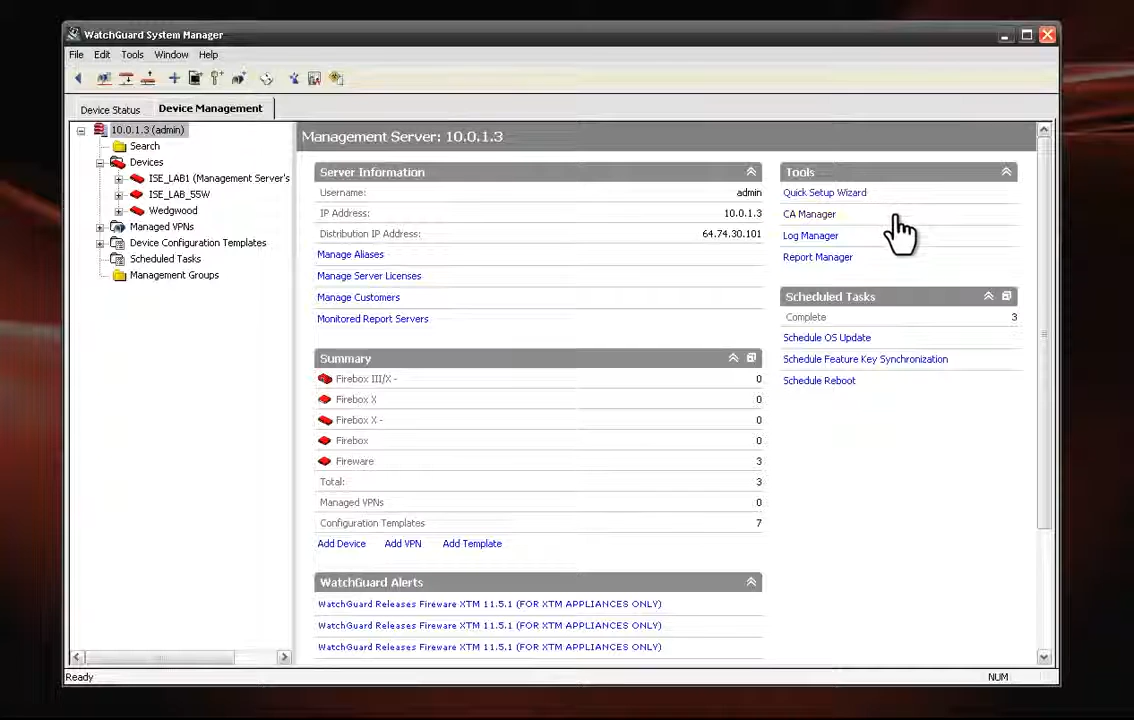 WatchGuard System Manager
File Edit Tools Window Help
Device Status Device Management
10.0.1.3 (admin)
Search
Devices
ISE_LAB1 (Management Server's
ISE_LAB_55W
Wedgwood
Managed VPNs
Device Configuration Templates
Scheduled Tasks
Management Groups
Management Server: 10.0.1.3
Server Information
Username: admin
IP Address: 10.0.1.3
Distribution IP Address: 64.74.30.101
Manage Aliases
Manage Server Licenses
Manage Customers
Monitored Report Servers
Summary
Firebox III/X - 0
Firebox X 0
Firebox X - 0
Firebox 0
Fireware 3
Total: 3
Managed VPNs 0
Configuration Templates 7
Add Device Add VPN Add Template
WatchGuard Alerts
WatchGuard Releases Fireware XTM 11.5.1 (FOR XTM APPLIANCES ONLY)
WatchGuard Releases Fireware XTM 11.5.1 (FOR XTM APPLIANCES ONLY)
WatchGuard Releases Fireware XTM 11.5.1 (FOR XTM APPLIANCES ONLY)
Tools
Quick Setup Wizard
CA Manager
Log Manager
Report Manager
Scheduled Tasks
Complete 3
Schedule OS Update
Schedule Feature Key Synchronization
Schedule Reboot
Ready NUM